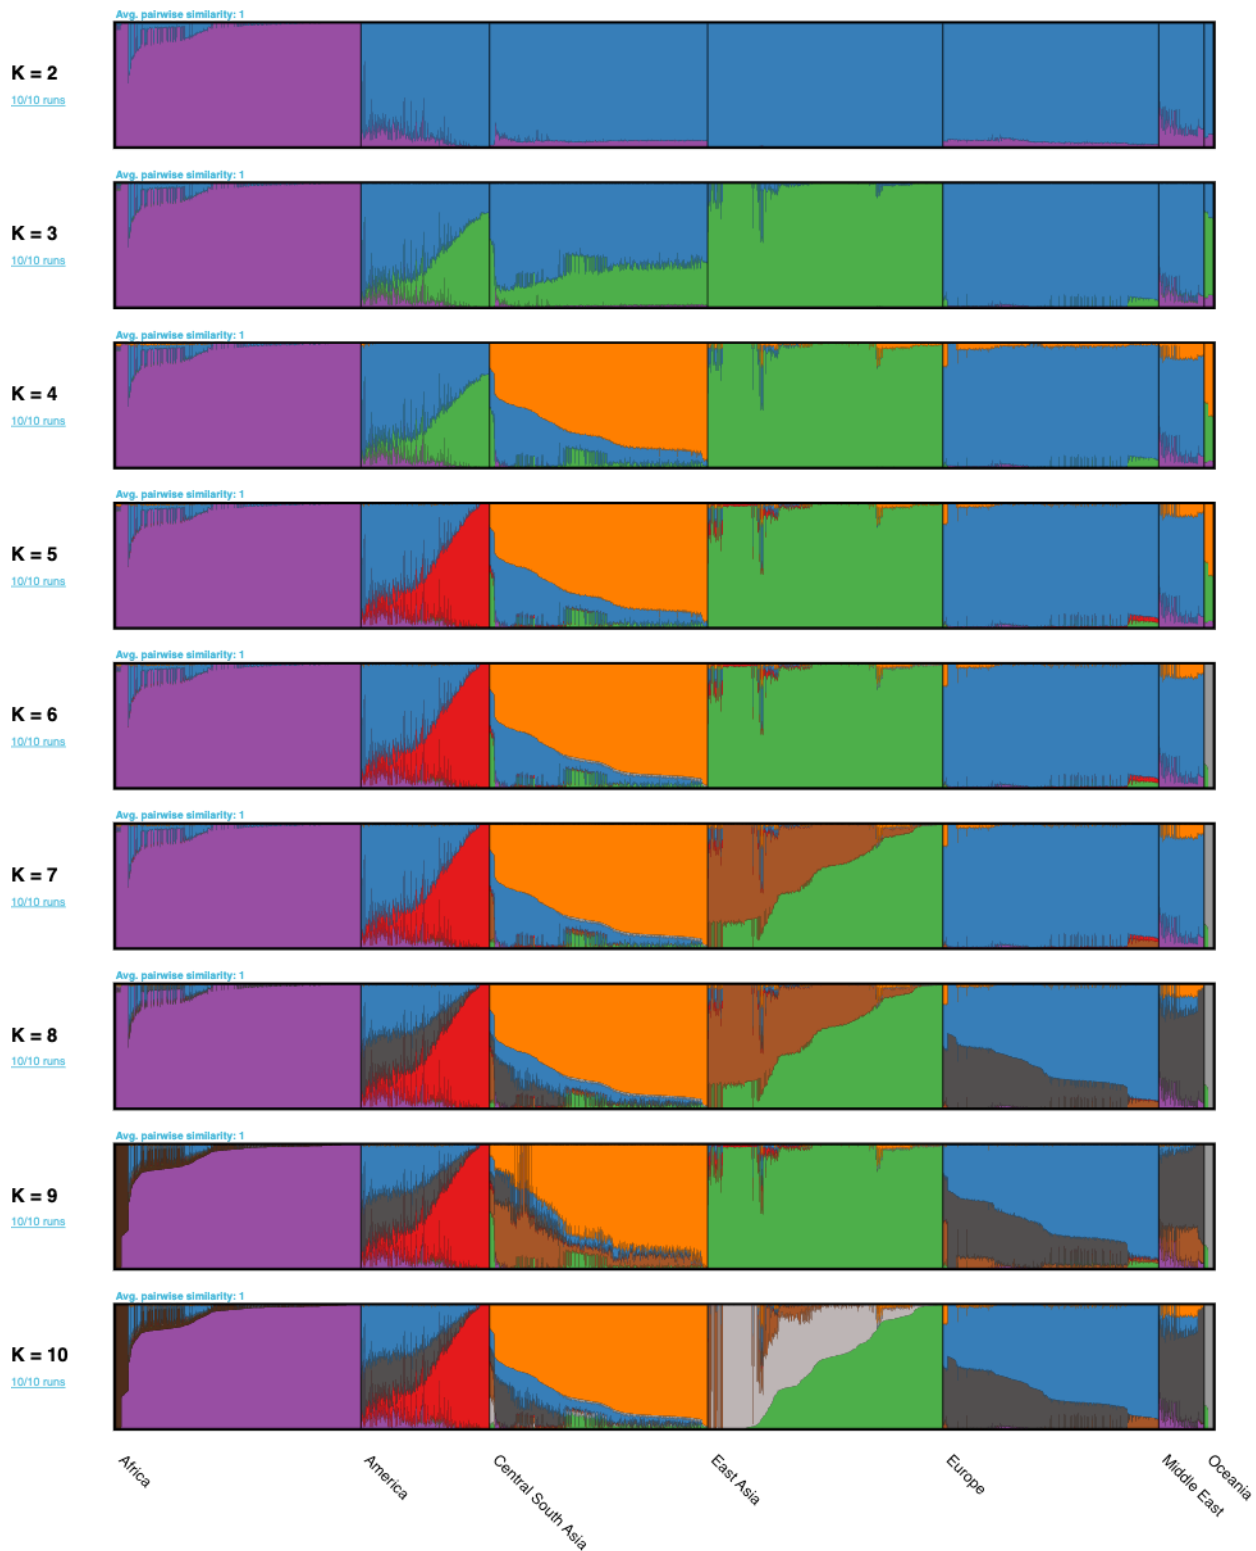 Avg. pairwise similarity: 1
K = 2
10/10 runs
Avg. pairwise similarity: 1
K = 3
10/10 runs
Avg. pairwise similarity: 1
K = 4
10/10 runs
Avg. pairwise similarity: 1
K = 5
10/10 runs
Avg. pairwise similarity: 1
K = 6
10/10 runs
Avg. pairwise similarity: 1
K = 7
10/10 runs
Avg. pairwise similarity: 1
K = 8
10/10 runs
Avg. pairwise similarity: 1
K = 9
10/10 runs
Avg. pairwise similarity: 1
K = 10
10/10 runs
Africa
America
Central South Asia
East Asia
Europe
Middle East
Oceania